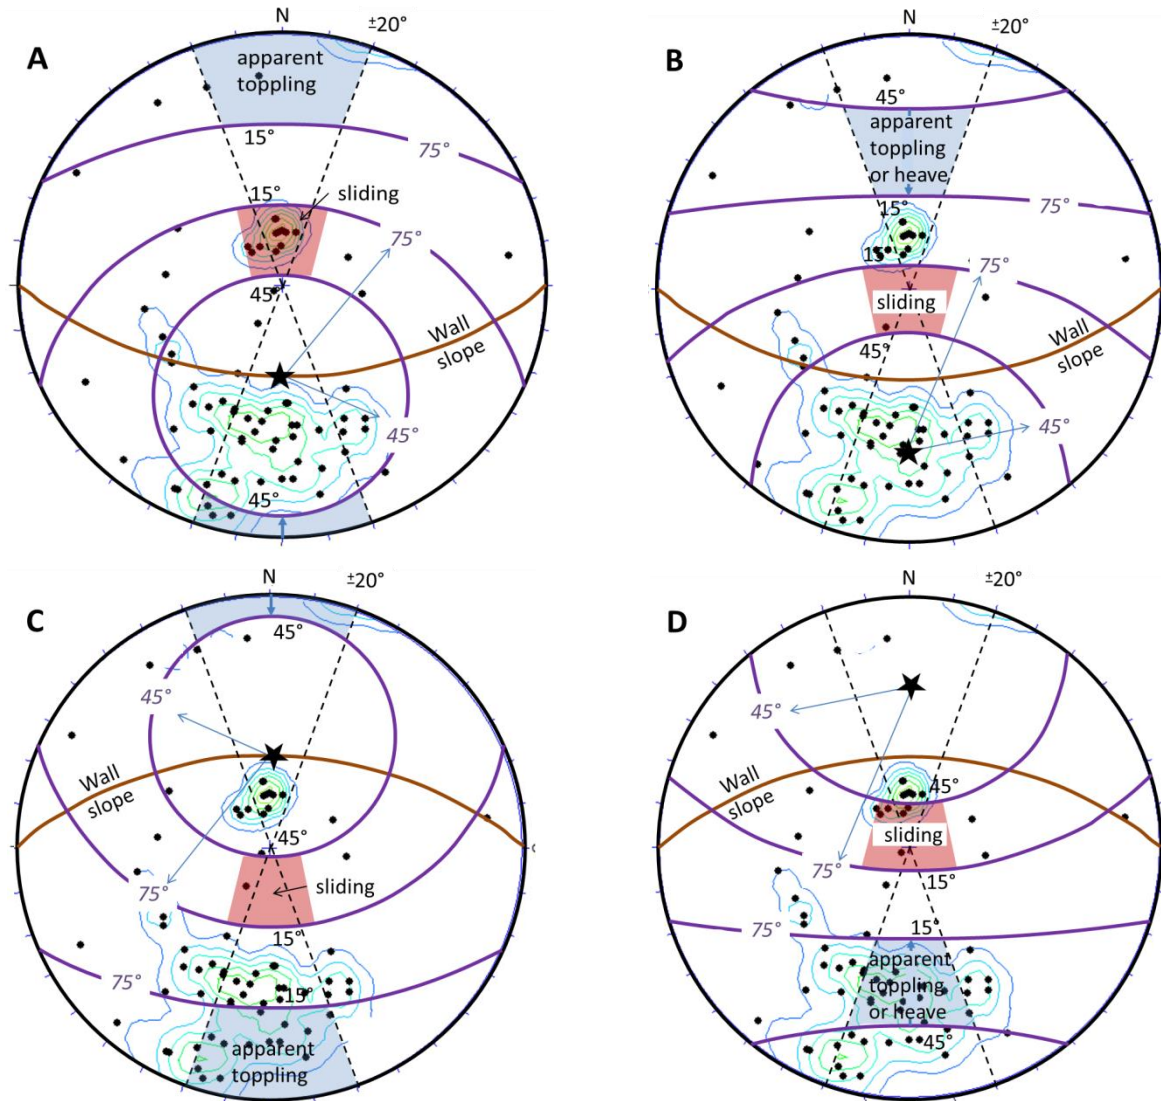 A
N
±20°
apparent
toppling
15°
75°
15°
sliding
75°
45°
Wall
slope
45°
45°
B
N
±20°
45°
apparent
toppling
or heave
75°
15°
15°
75°
sliding
45°
Wall
slope
45°
C
N
±20°
45°
45°
Wall
slope
45°
75°
sliding
15°
75°
15°
apparent
toppling
D
N
±20°
45°
Wall
slope
45°
sliding
75°
15°
15°
75°
apparent
toppling
or heave
45°